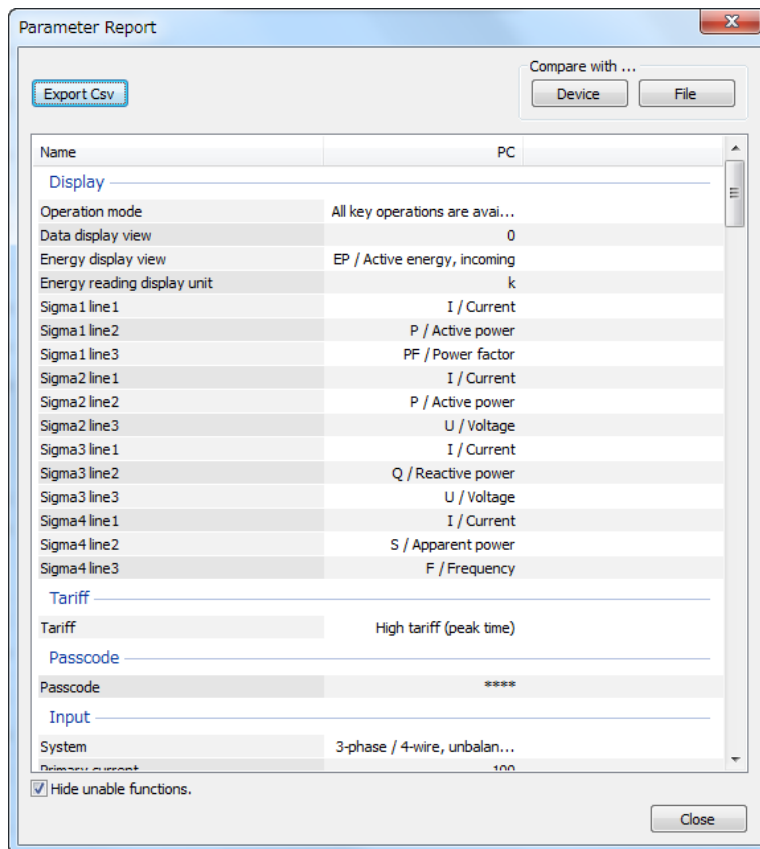 Parameter Report
Compare with ...
Export Csv Device File
Name PC
Display
Operation mode All key operations are avai...
Data display view 0
Energy display view EP / Active energy, incoming
Energy reading display unit k
Sigma1 line1 I / Current
Sigma1 line2 P / Active power
Sigma1 line3 PF / Power factor
Sigma2 line1 I / Current
Sigma2 line2 P / Active power
Sigma2 line3 U / Voltage
Sigma3 line1 I / Current
Sigma3 line2 Q / Reactive power
Sigma3 line3 U / Voltage
Sigma4 line1 I / Current
Sigma4 line2 S / Apparent power
Sigma4 line3 F / Frequency
Tariff
Tariff High tariff (peak time)
Passcode
Passcode ****
Input
System 3-phase / 4-wire, unbalan...
Primary current 100
Hide unable functions.
Close